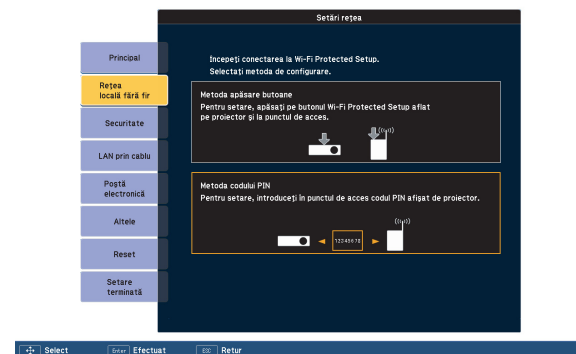 Setări rețea
Principal
Rețea
locală fără fir
Securitate
LAN prin cablu
Poștă
electronică
Altele
Reset
Setare
terminată
Începeți conectarea la Wi-Fi Protected Setup.
Selectați metoda de configurare.
Metoda apăsare butoane
Pentru setare, apăsați pe butonul Wi-Fi Protected Setup aflat
pe proiector și la punctul de acces.
Metoda codului PIN
Pentru setare, introduceți în punctul de acces codul PIN afișat de proiector.
12345678
Select
Enter Efectuat
ESC Retur